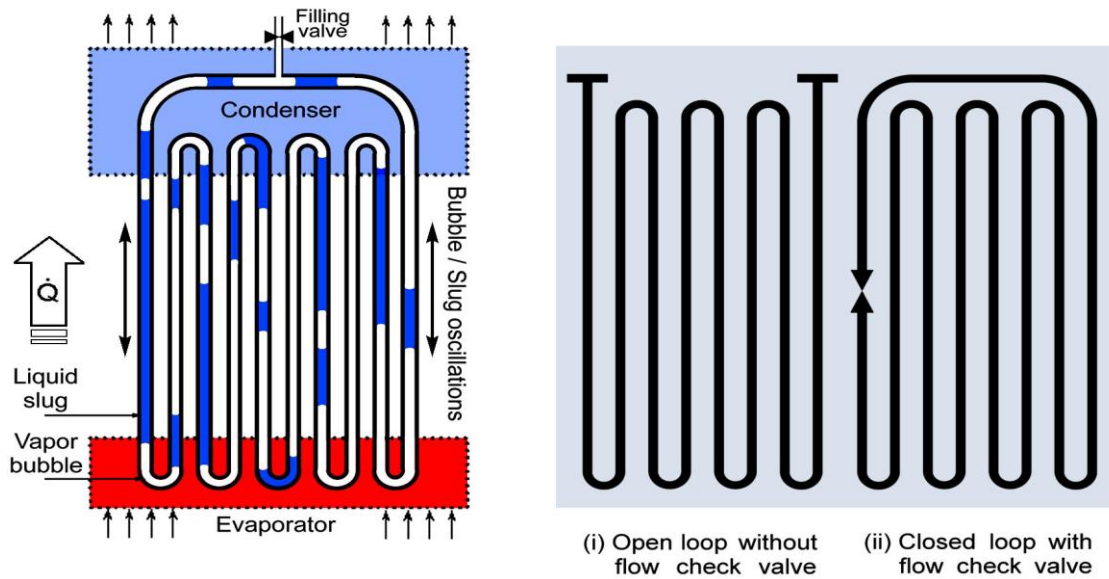 Filling
valve
Condenser
Bubble / Slug oscillations
Q̇
Liquid
slug
Vapor
bubble
Evaporator
(i) Open loop without
flow check valve
(ii) Closed loop with
flow check valve